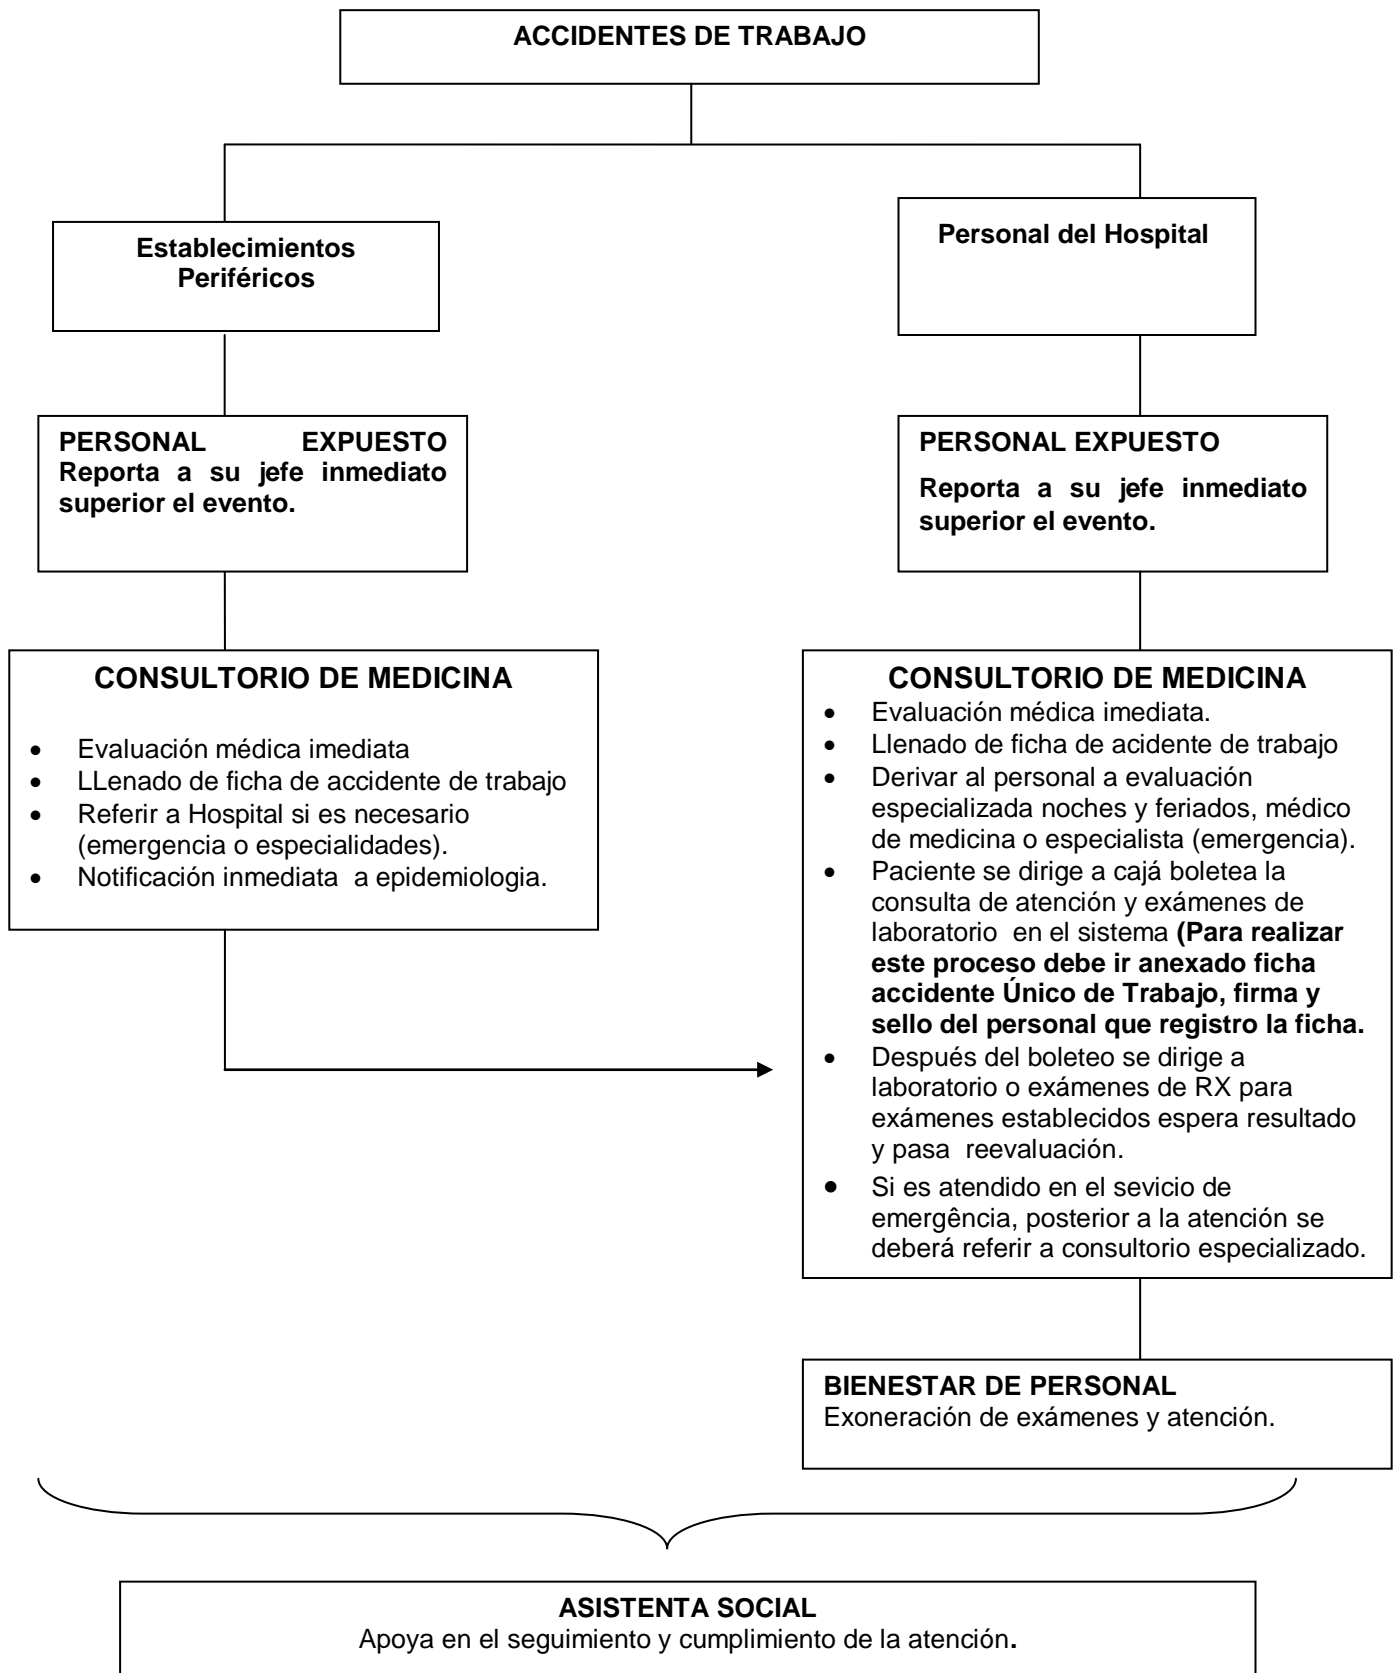 ACCIDENTES DE TRABAJO
Establecimientos
Periféricos
Personal del Hospital
PERSONAL EXPUESTO
Reporta a su jefe inmediato
superior el evento.
PERSONAL EXPUESTO
Reporta a su jefe inmediato
superior el evento.
CONSULTORIO DE MEDICINA
• Evaluación médica imediata
• LLenado de ficha de accidente de trabajo
• Referir a Hospital si es necesario
(emergencia o especialidades).
• Notificación inmediata a epidemiologia.
CONSULTORIO DE MEDICINA
• Evaluación médica imediata.
• Llenado de ficha de acidente de trabajo
• Derivar al personal a evaluación
especializada noches y feriados, médico
de medicina o especialista (emergencia).
• Paciente se dirige a cajá boletea la
consulta de atención y exámenes de
laboratorio en el sistema (Para realizar
este proceso debe ir anexado ficha
accidente Único de Trabajo, firma y
sello del personal que registro la ficha.
• Después del boleteo se dirige a
laboratorio o exámenes de RX para
exámenes establecidos espera resultado
y pasa reevaluación.
• Si es atendido en el sevicio de
emergência, posterior a la atención se
deberá referir a consultorio especializado.
BIENESTAR DE PERSONAL
Exoneración de exámenes y atención.
ASISTENTA SOCIAL
Apoya en el seguimiento y cumplimiento de la atención.